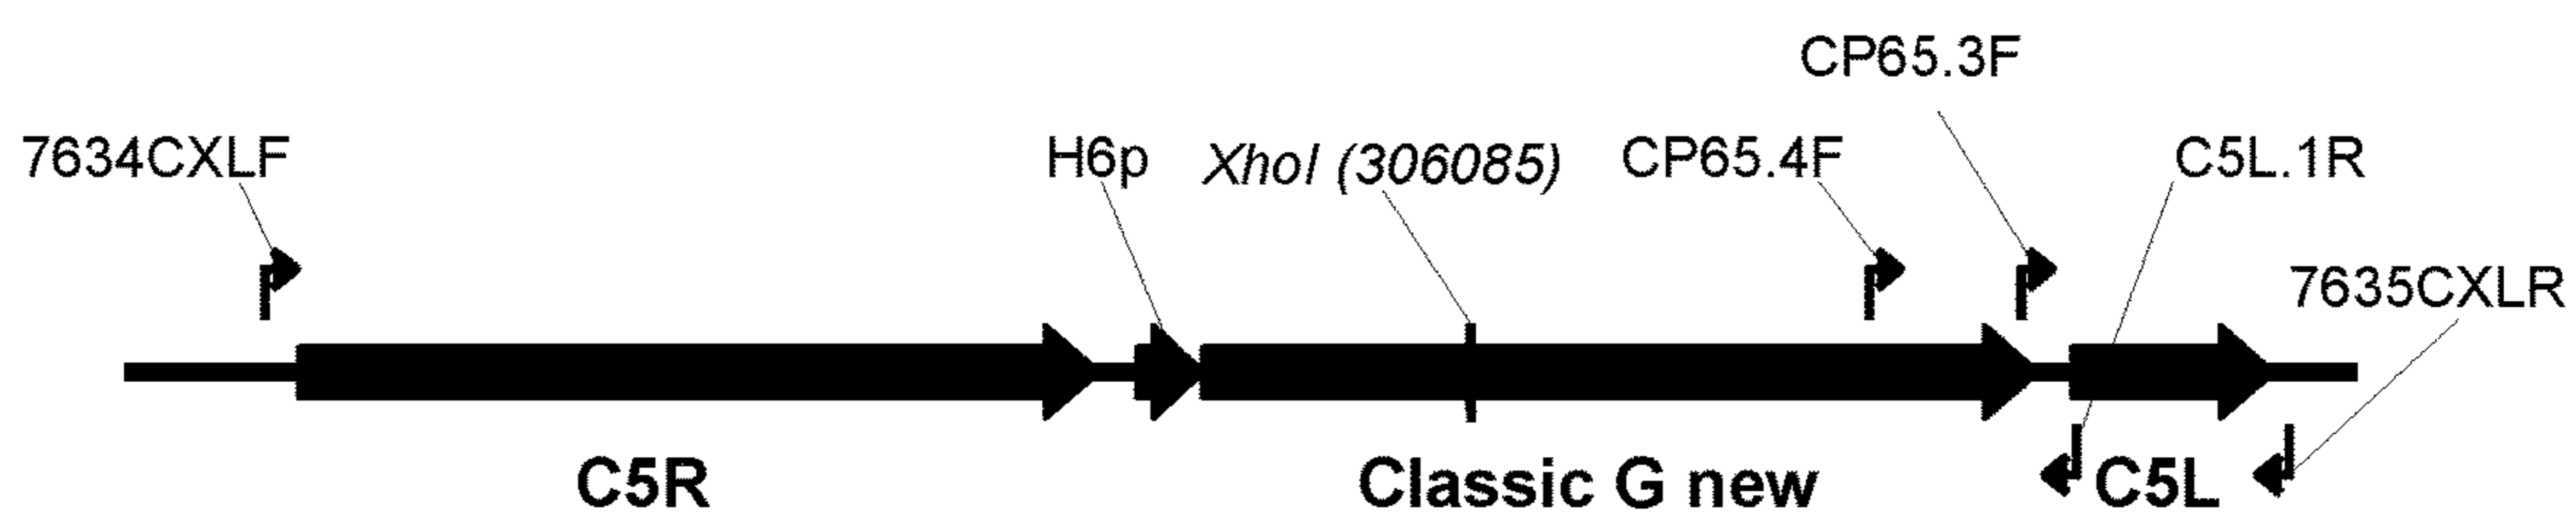 CP65.3F
7634CXLF
H6p
XhoI (306085)
CP65.4F
C5L.1R
7635CXLR
C5R
Classic G new
C5L